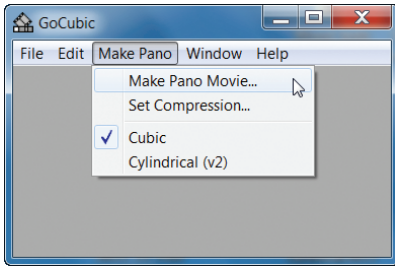 GoCubic
File Edit Make Pano Window Help
Make Pano Movie...
Set Compression...
Cubic
Cylindrical (v2)